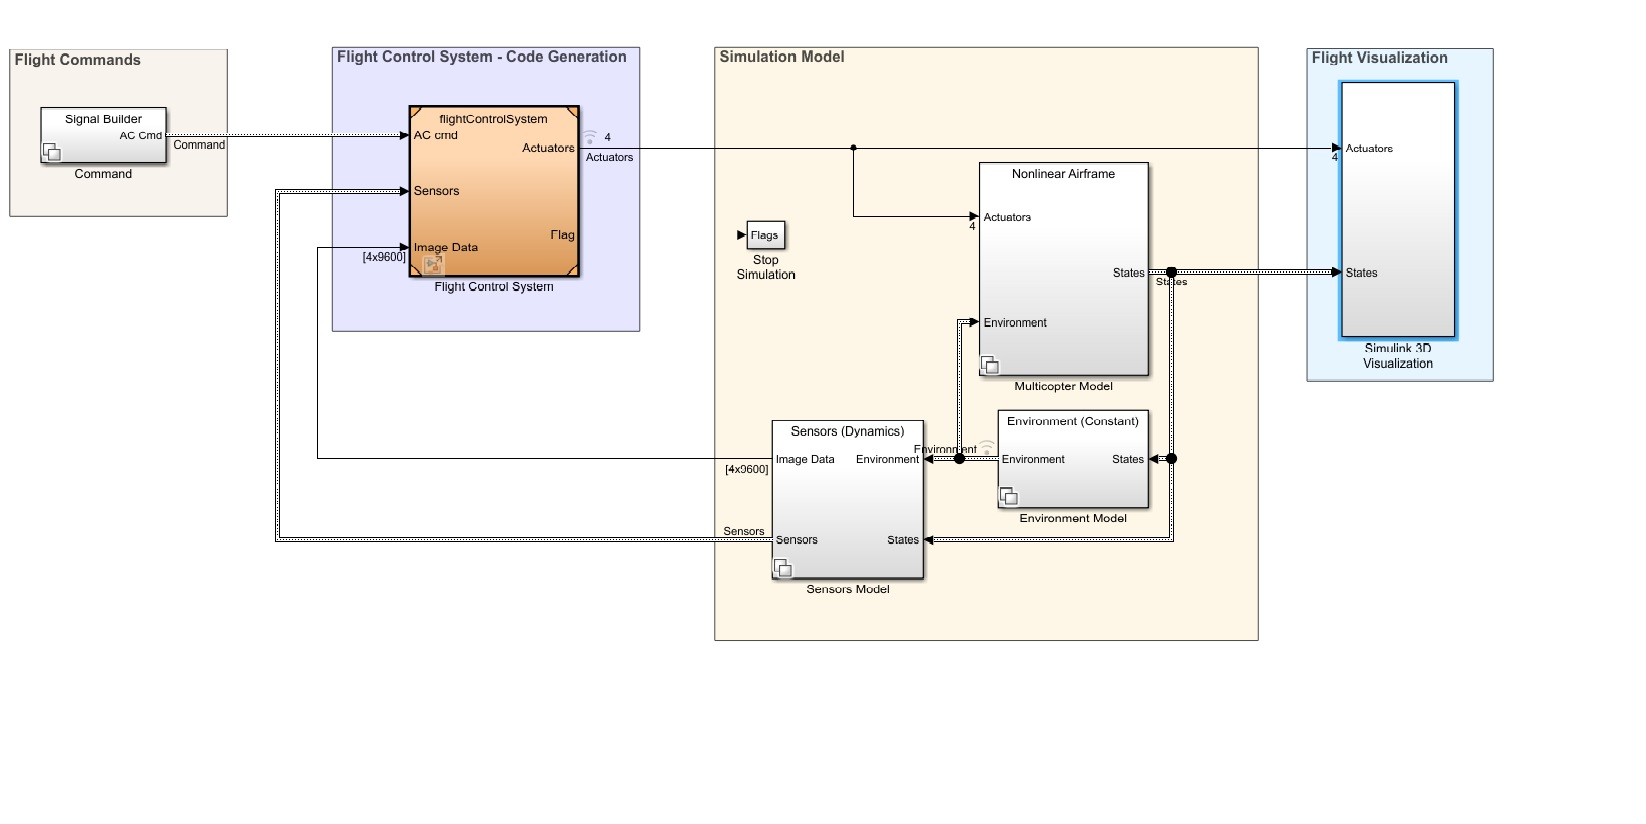 Flight Commands
Signal Builder
AC Cmd
Command
Command
Flight Control System - Code Generation
flightControlSystem
AC cmd
Actuators
Sensors
Flag
Image Data
[4x9600]
Flight Control System
4
Actuators
Simulation Model
Flags
Stop
Simulation
Nonlinear Airframe
Actuators
4
States
States
Environment
Multicopter Model
Sensors (Dynamics)
Image Data
Environment
[4x9600]
Sensors
Sensors
States
Sensors Model
Environment
Environment (Constant)
Environment
States
Environment Model
Flight Visualization
Actuators
4
States
Simulink 3D
Visualization